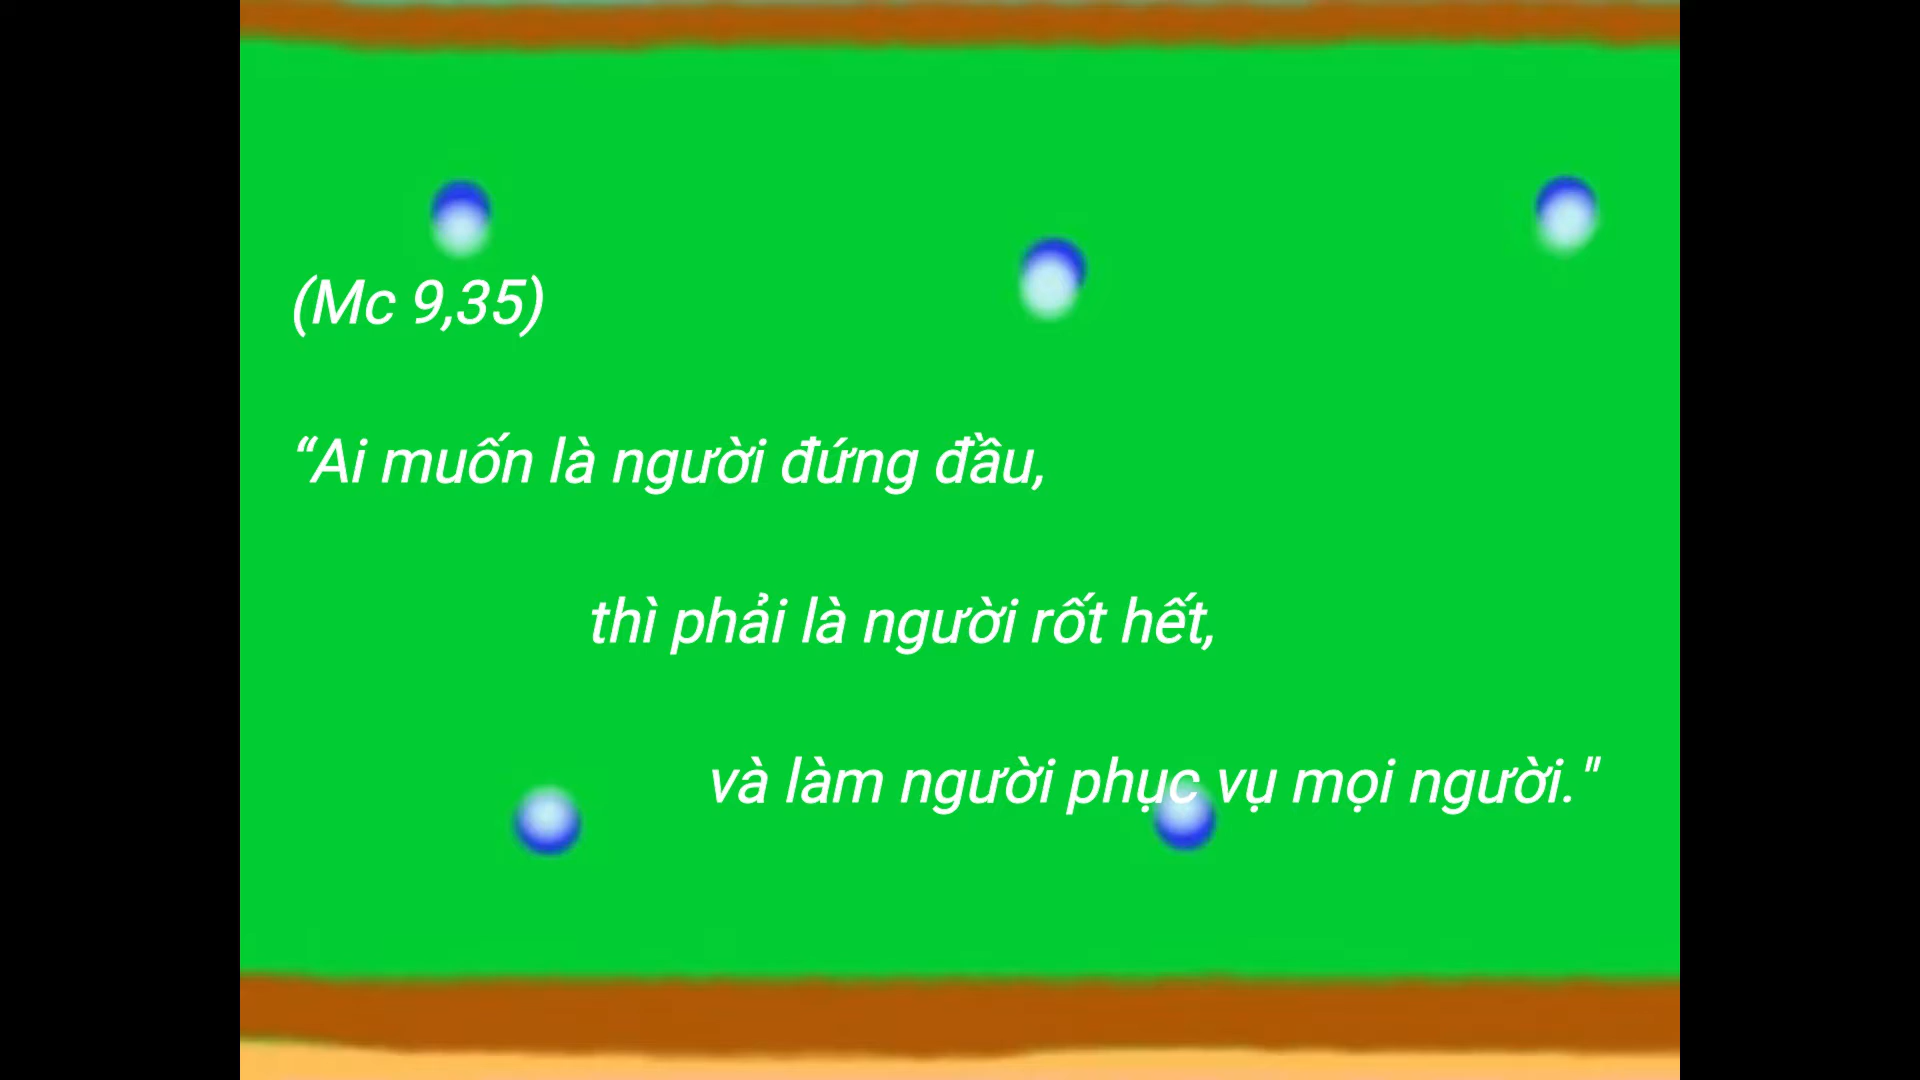 (Mc 9,35)
“Ai muốn là người đứng đầu,
thì phải là người rốt hết,
và làm người phục vụ mọi người."